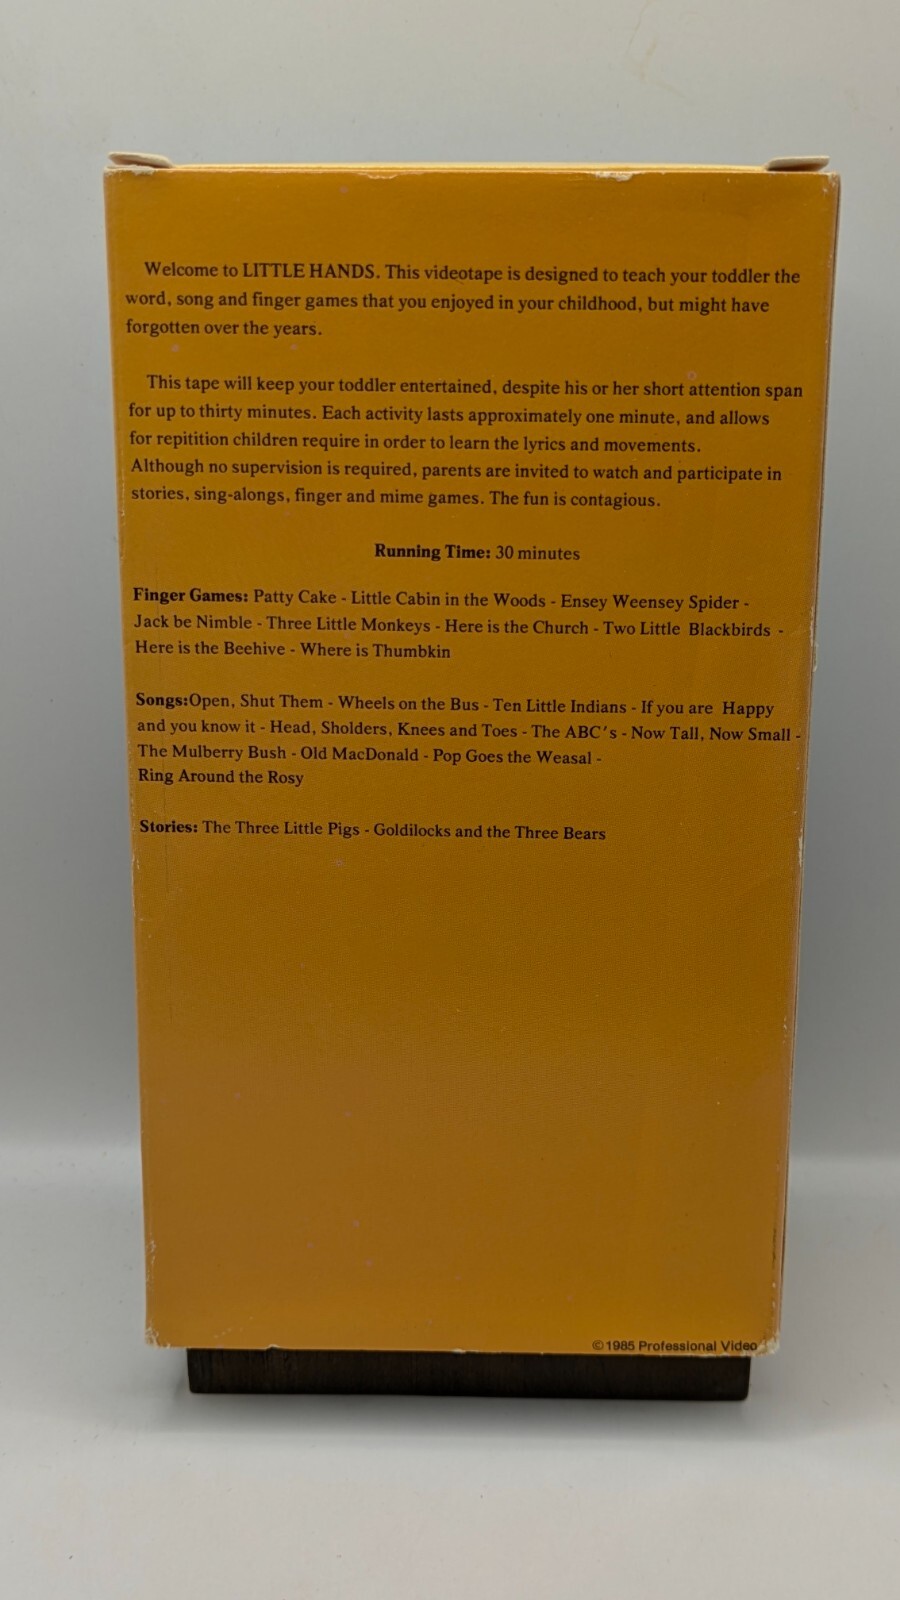 Welcome to LITTLE HANDS. This videotape is designed to teach your toddler the
word, song and finger games that you enjoyed in your childhood, but might have
forgotten over the years.
This tape will keep your toddler entertained, despite his or her short attention span
for up to thirty minutes. Each activity lasts approximately one minute, and allows
for repitition children require in order to learn the lyrics and movements.
Although no supervision is required, parents are invited to watch and participate in
stories, sing-alongs, finger and mime games. The fun is contagious.
Running Time: 30 minutes
Finger Games: Patty Cake - Little Cabin in the Woods - Ensey Weensey Spider -
Jack be Nimble - Three Little Monkeys - Here is the Church - Two Little Blackbirds -
Here is the Beehive - Where is Thumbkin
Songs:Open, Shut Them - Wheels on the Bus - Ten Little Indians - If you are Happy
and you know it - Head, Sholders, Knees and Toes - The ABC's - Now Tall, Now Small -
The Mulberry Bush - Old MacDonald - Pop Goes the Weasal -
Ring Around the Rosy
Stories: The Three Little Pigs - Goldilocks and the Three Bears
©1985 Professional Video